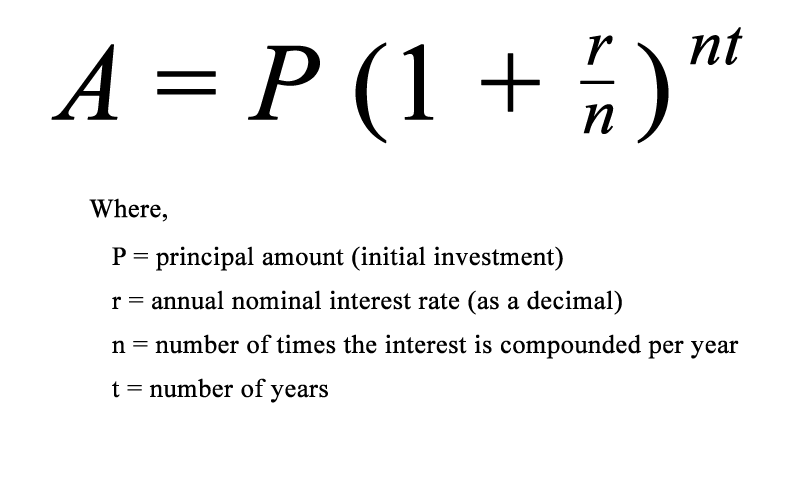 A = P (1 + r/n)^nt
Where,
P = principal amount (initial investment)
r = annual nominal interest rate (as a decimal)
n = number of times the interest is compounded per year
t = number of years